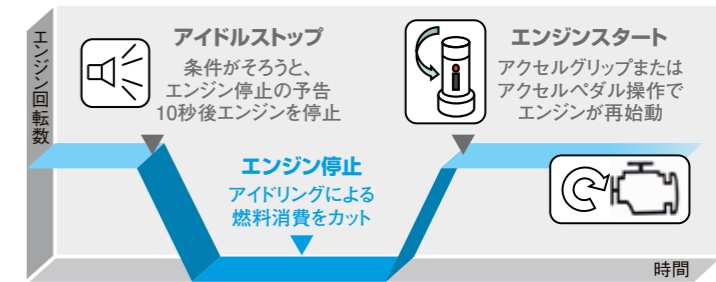 エンジン回転数
アイドルストップ
条件がそろうと、
エンジン停止の予告
10秒後エンジンを停止
エンジンスタート
アクセルグリップまたは
アクセルペダル操作で
エンジンが再始動
エンジン停止
アイドリングによる
燃料消費をカット
時間